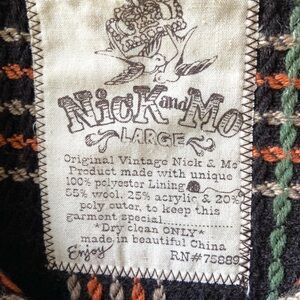 NicK and Mo
LARGE
Original Vintage Nick & Mo
Product made with unique
100% polyester Lining
55% wool, 25% acrylic & 20%
poly outer, to keep this
garment special........
*Dry clean ONLY*
made in beautiful China
Enjoy RN#75889